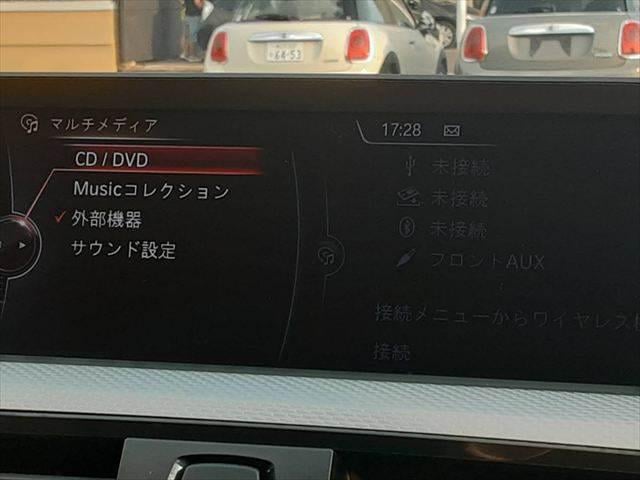 64-53
マルチメディア
17:28
CD / DVD
Musicコレクション
外部機器
サウンド設定
未接続
未接続
未接続
フロントAUX
接続メニューからワイヤレス
接続